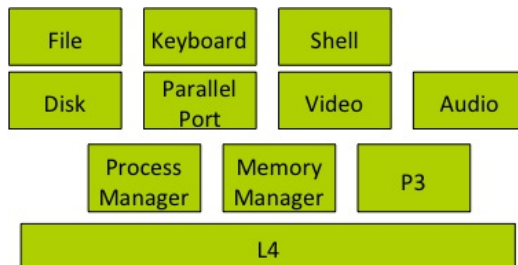 File
Keyboard
Shell
Disk
Parallel
Port
Video
Audio
Process
Manager
Memory
Manager
P3
L4